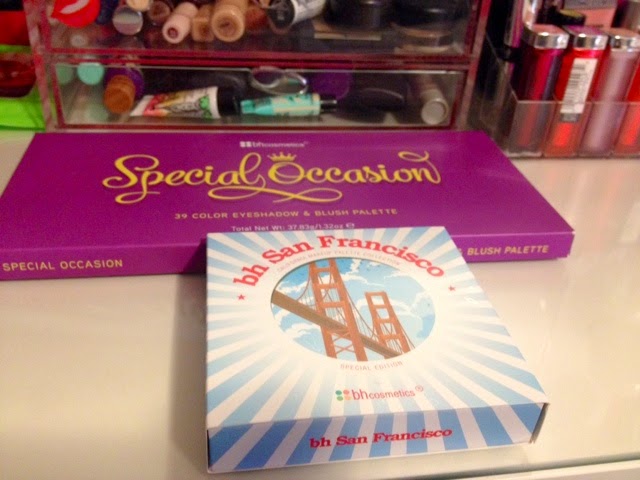 bhcosmetics
Special Occasion
39 COLOR EYESHADOW & BLUSH PALETTE
Total Net Wt: 37.93g/1.32oz
SPECIAL OCCASION
& BLUSH PALETTE
bh San Francisco
SPECIAL EDITION
bhcosmetics
bh San Francisco